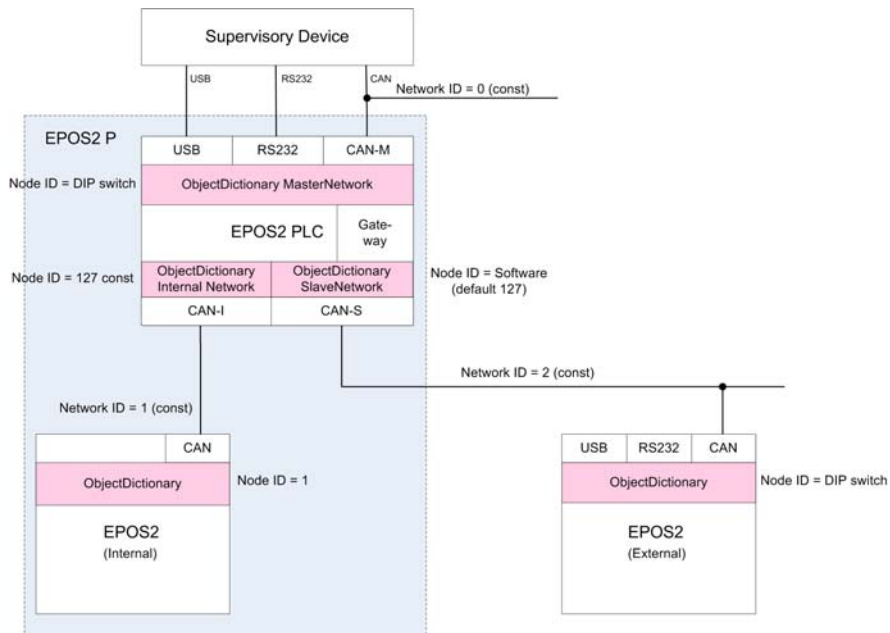 Supervisory Device
USB
RS232
CAN
Network ID = 0 (const)
EPOS2 P
USB
RS232
CAN-M
Node ID = DIP switch
ObjectDictionary MasterNetwork
EPOS2 PLC
Gate-
way
Node ID = 127 const
ObjectDictionary
Internal Network
ObjectDictionary
SlaveNetwork
Node ID = Software
(default 127)
CAN-I
CAN-S
Network ID = 2 (const)
Network ID = 1 (const)
CAN
ObjectDictionary
Node ID = 1
EPOS2
(Internal)
USB
RS232
CAN
ObjectDictionary
Node ID = DIP switch
EPOS2
(External)